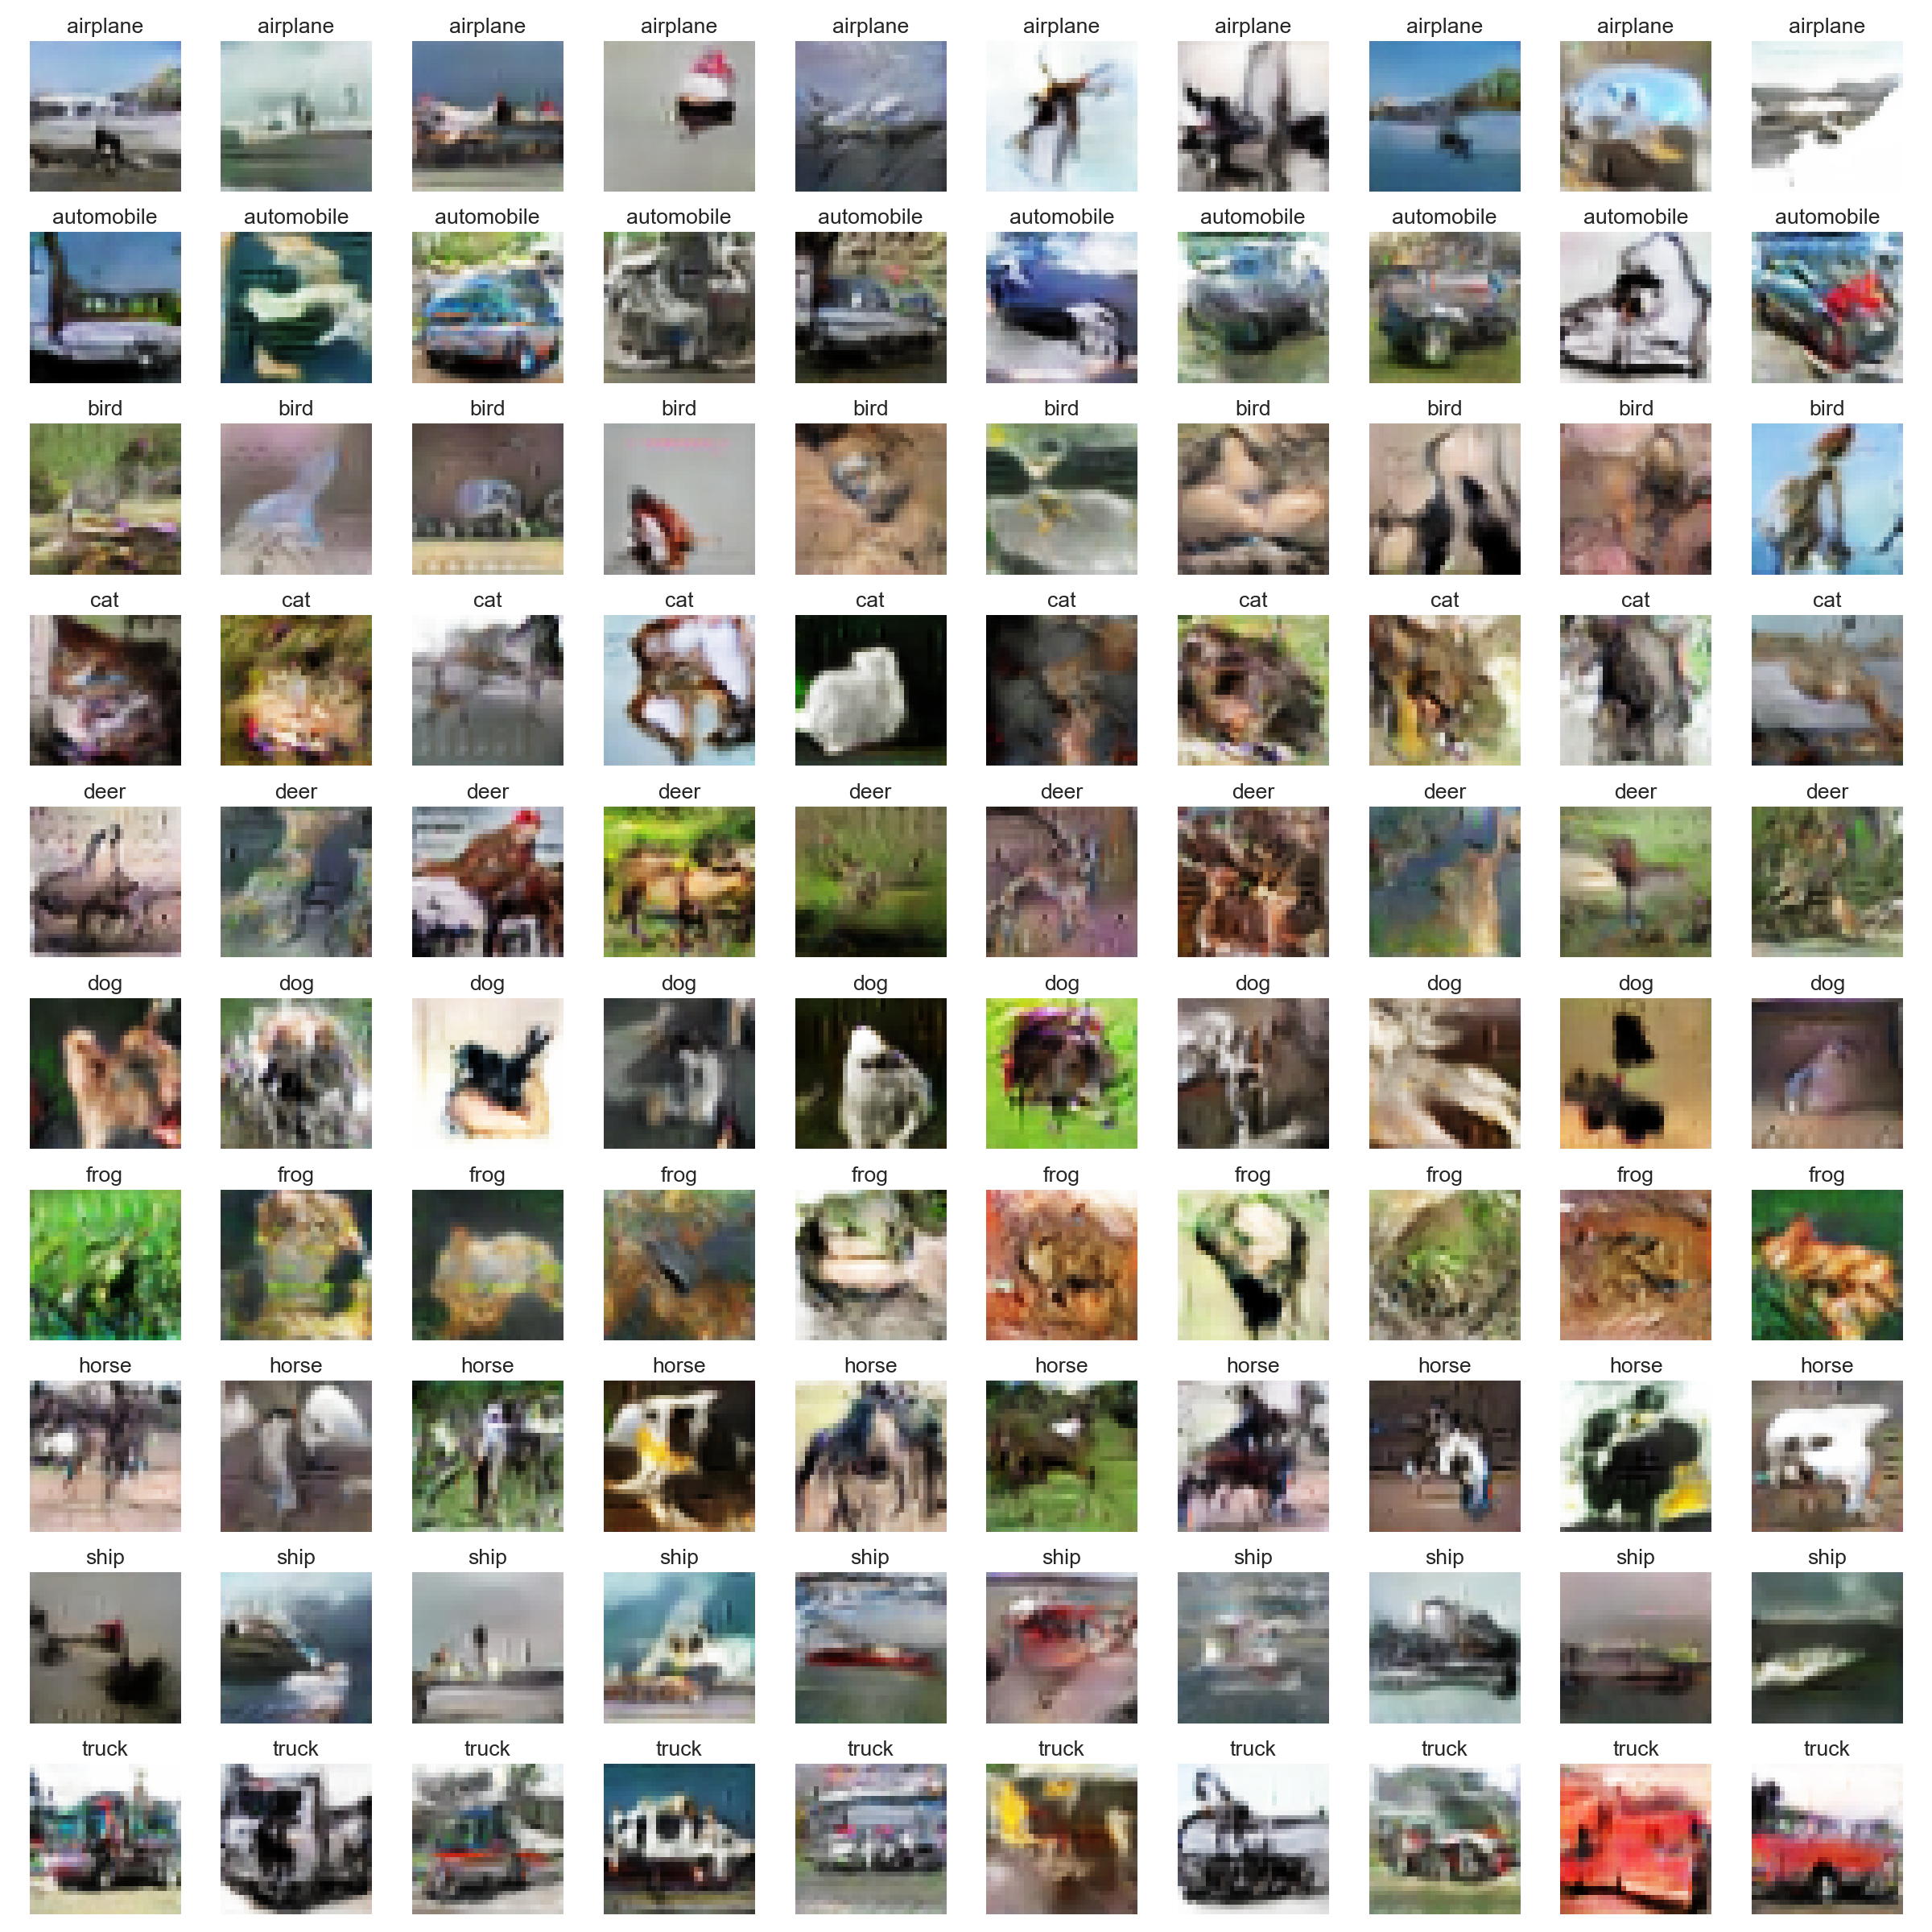 airplane airplane airplane airplane airplane airplane airplane airplane airplane airplane
automobile automobile automobile automobile automobile automobile automobile automobile automobile automobile
bird bird bird bird bird bird bird bird bird bird
cat cat cat cat cat cat cat cat cat cat
deer deer deer deer deer deer deer deer deer deer
dog dog dog dog dog dog dog dog dog dog
frog frog frog frog frog frog frog frog frog frog
horse horse horse horse horse horse horse horse horse horse
ship ship ship ship ship ship ship ship ship ship
truck truck truck truck truck truck truck truck truck truck